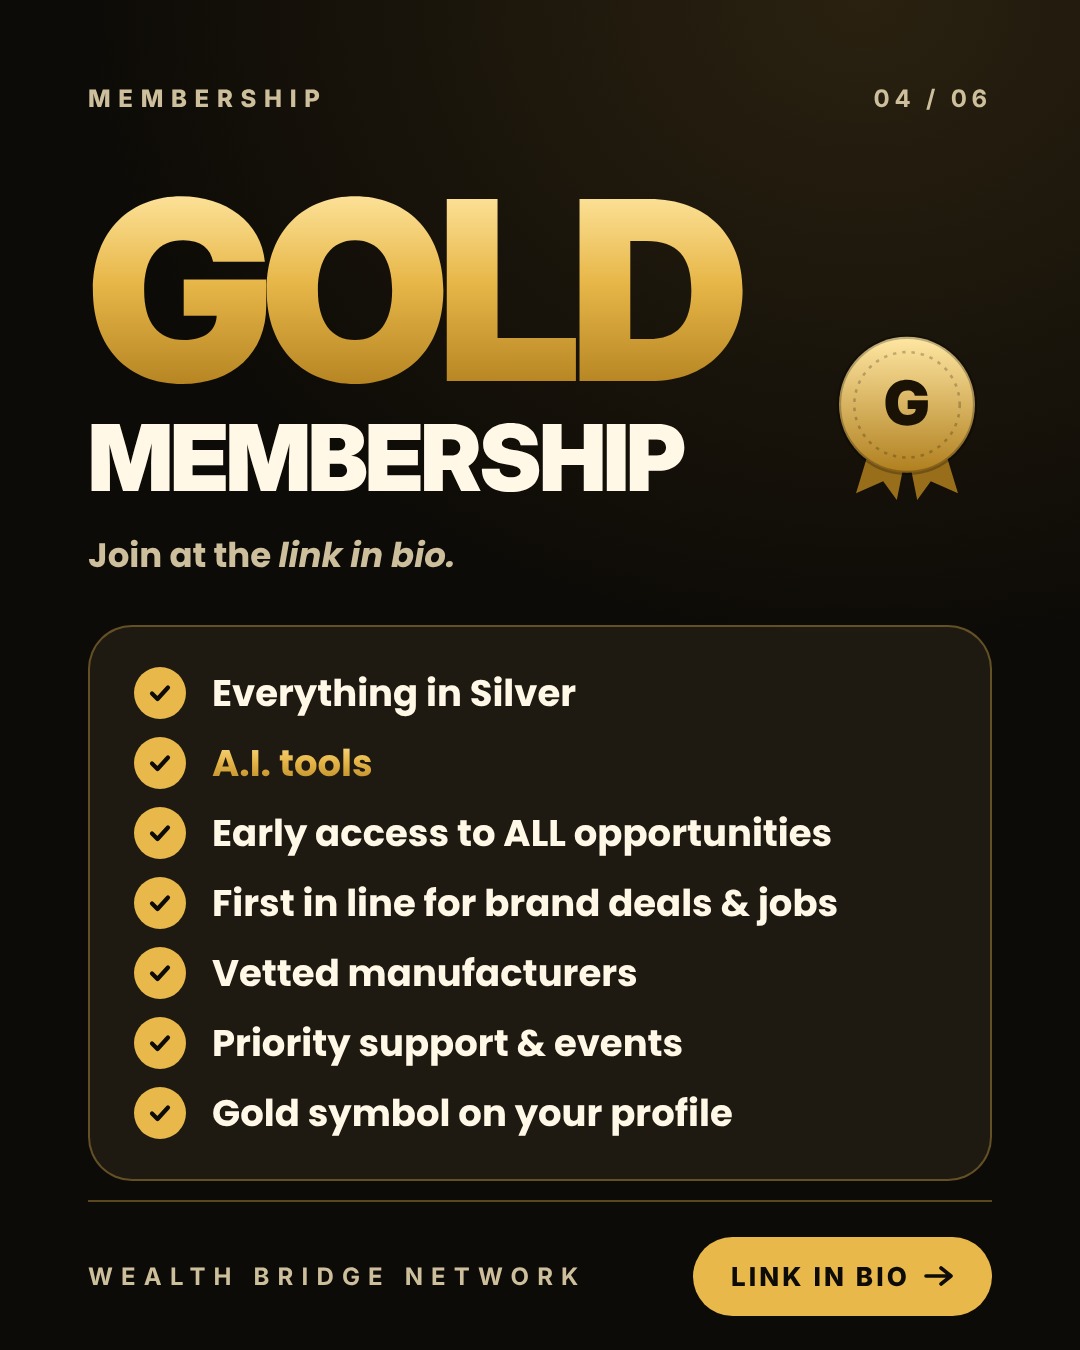 MEMBERSHIP
04 / 06
GOLD
MEMBERSHIP
G
Join at the link in bio.
Everything in Silver
A.I. tools
Early access to ALL opportunities
First in line for brand deals & jobs
Vetted manufacturers
Priority support & events
Gold symbol on your profile
WEALTH BRIDGE NETWORK
LINK IN BIO →